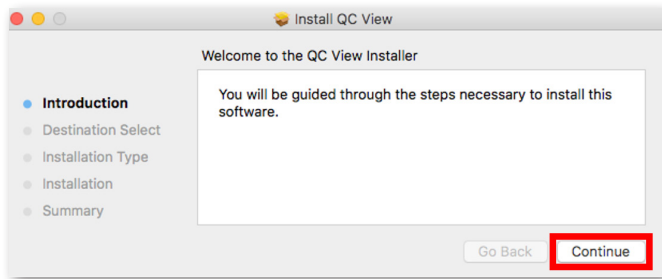 Install QC View
Welcome to the QC View Installer
You will be guided through the steps necessary to install this
software.
Introduction
Destination Select
Installation Type
Installation
Summary
Go Back
Continue